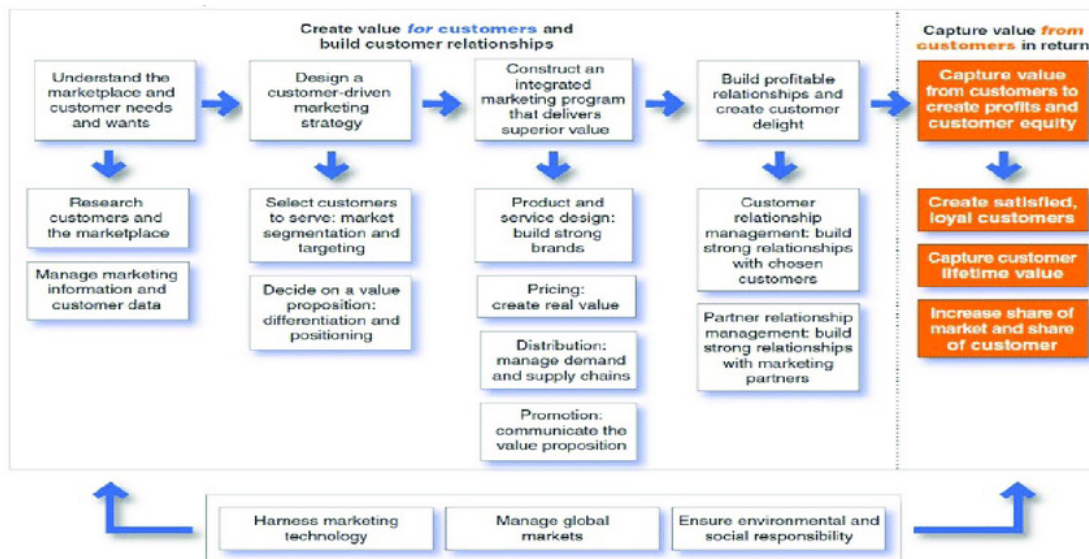 Create value for customers and
build customer relationships
Capture value from
customers in return
Understand the
marketplace and
customer needs
and wants
Design a
customer-driven
marketing
strategy
Construct an
integrated
marketing program
that delivers
superior value
Build profitable
relationships and
create customer
delight
Capture value
from customers to
create profits and
customer equity
Research
customers and
the marketplace
Manage marketing
information and
customer data
Select customers
to serve: market
segmentation and
targeting
Decide on a value
proposition:
differentiation and
positioning
Product and
service design:
build strong
brands
Pricing:
create real value
Distribution:
manage demand
and supply chains
Promotion:
communicate the
value proposition
Customer
relationship
management: build
strong relationships
with chosen
customers
Partner relationship
management: build
strong relationships
with marketing
partners
Create satisfied,
loyal customers
Capture customer
lifetime value
Increase share of
market and share
of customer
Harness marketing
technology
Manage global
markets
Ensure environmental and
social responsibility